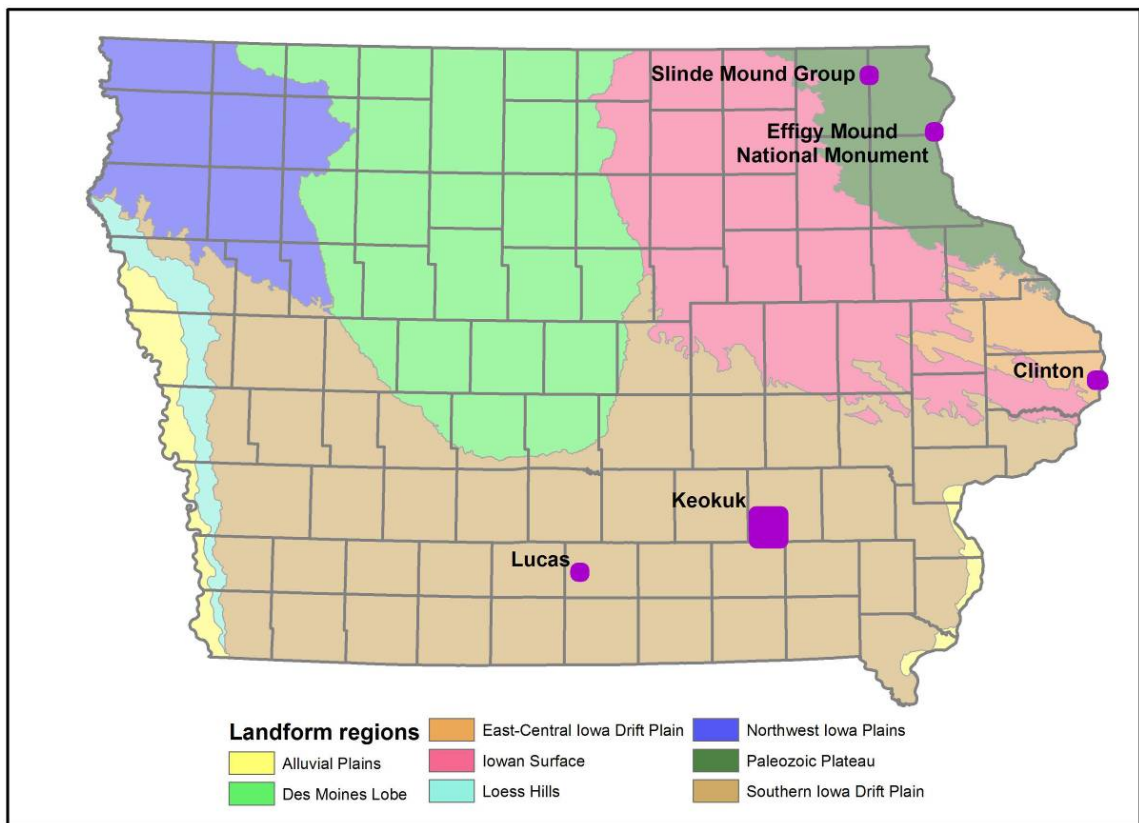 Slinde Mound Group
Effigy Mound
National Monument
Clinton
Keokuk
Lucas
Landform regions
Alluvial Plains
Des Moines Lobe
East-Central Iowa Drift Plain
Iowan Surface
Loess Hills
Northwest Iowa Plains
Paleozoic Plateau
Southern Iowa Drift Plain